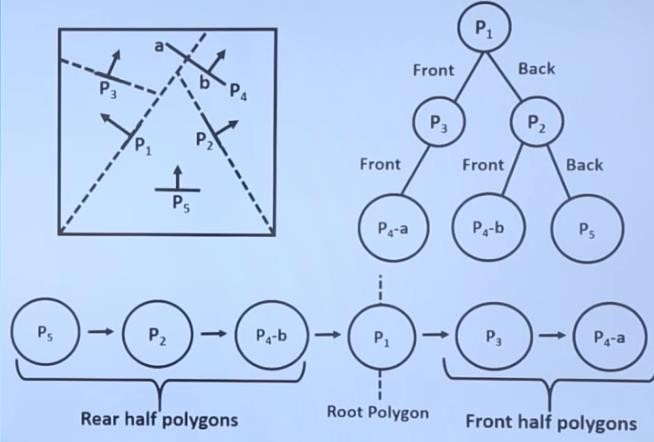 a
b
P3
P4
P1
P2
P5
P1
Front Back
P3 P2
Front Front Back
P4-a P4-b P5
P5 P2 P4-b P1 P3 P4-a
Rear half polygons Root Polygon Front half polygons